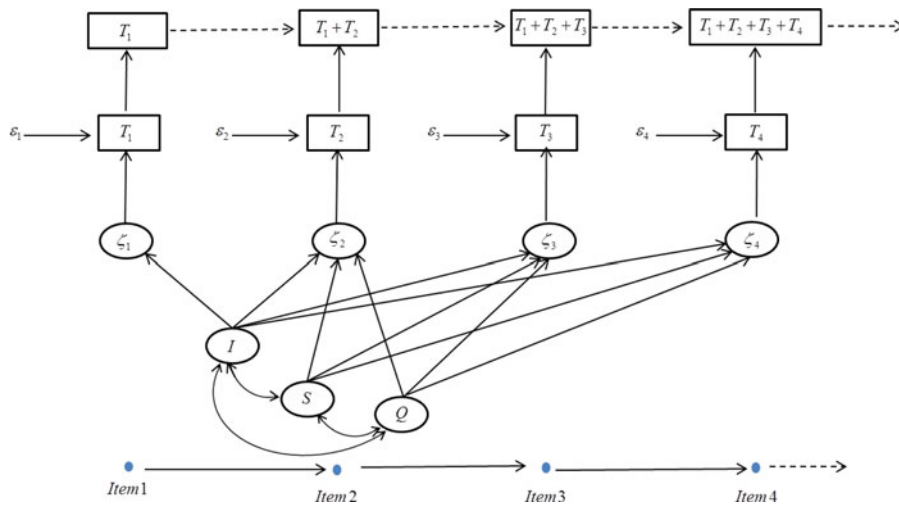 T₁ T₁ + T₂ T₁ + T₂ + T₃ T₁ + T₂ + T₃ + T₄
ε₁ T₁ ε₂ T₂ ε₃ T₃ ε₄ T₄
ζ₁ ζ₂ ζ₃ ζ₄
I
S
Q
Item1 Item2 Item3 Item4